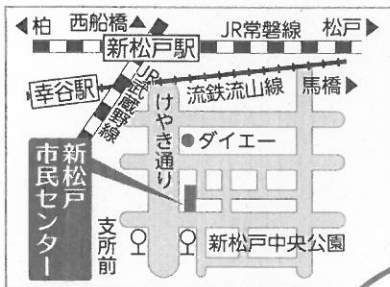 ◀柏
西船橋▲
JR常磐線
松戸▶
新松戸駅
幸谷駅
JR武蔵野線
流鉄流山線
馬橋▶
けやき通り
ダイエー
新松戸
市民センター
支所前
新松戸中央公園